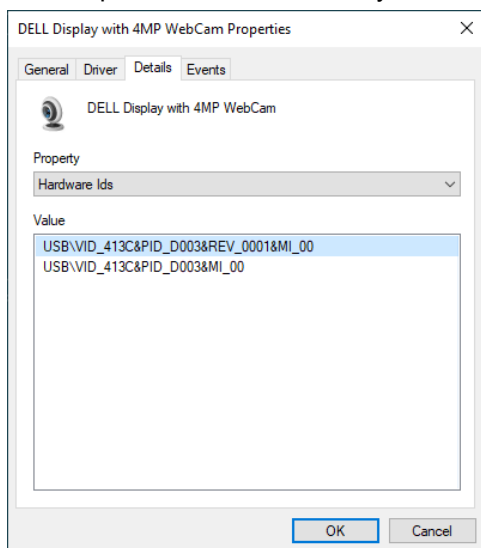 DELL Display with 4MP WebCam Properties
General Driver Details Events
DELL Display with 4MP WebCam
Property
Hardware Ids
Value
USB\VID_413C&PID_D003&REV_0001&MI_00
USB\VID_413C&PID_D003&MI_00
OK Cancel